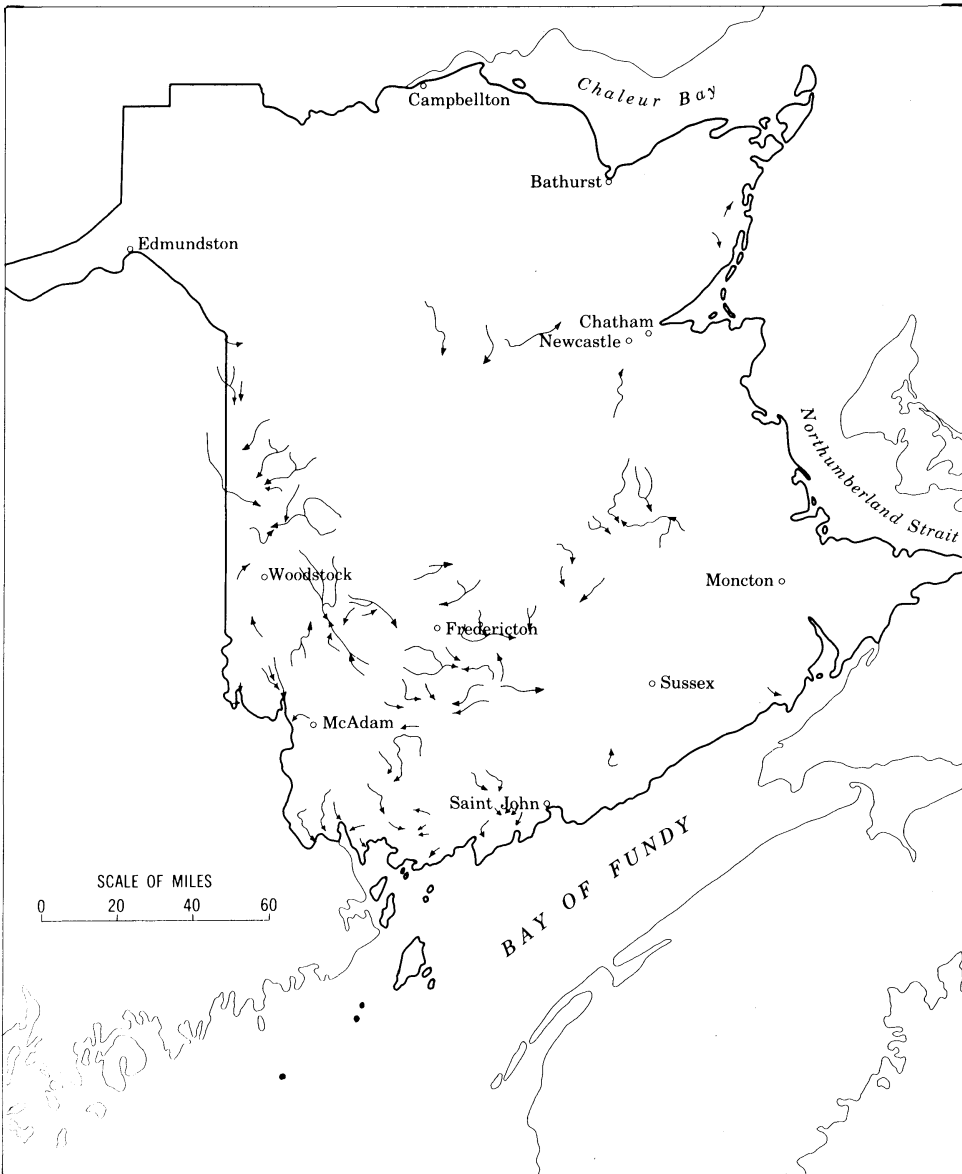 Campbellton
Chaleur Bay
Bathurst
Edmundston
Chatham
Newcastle
Northumberland Strait
Woodstock
Moncton
Fredericton
Sussex
McAdam
Saint John
BAY OF FUNDY
SCALE OF MILES
0 20 40 60